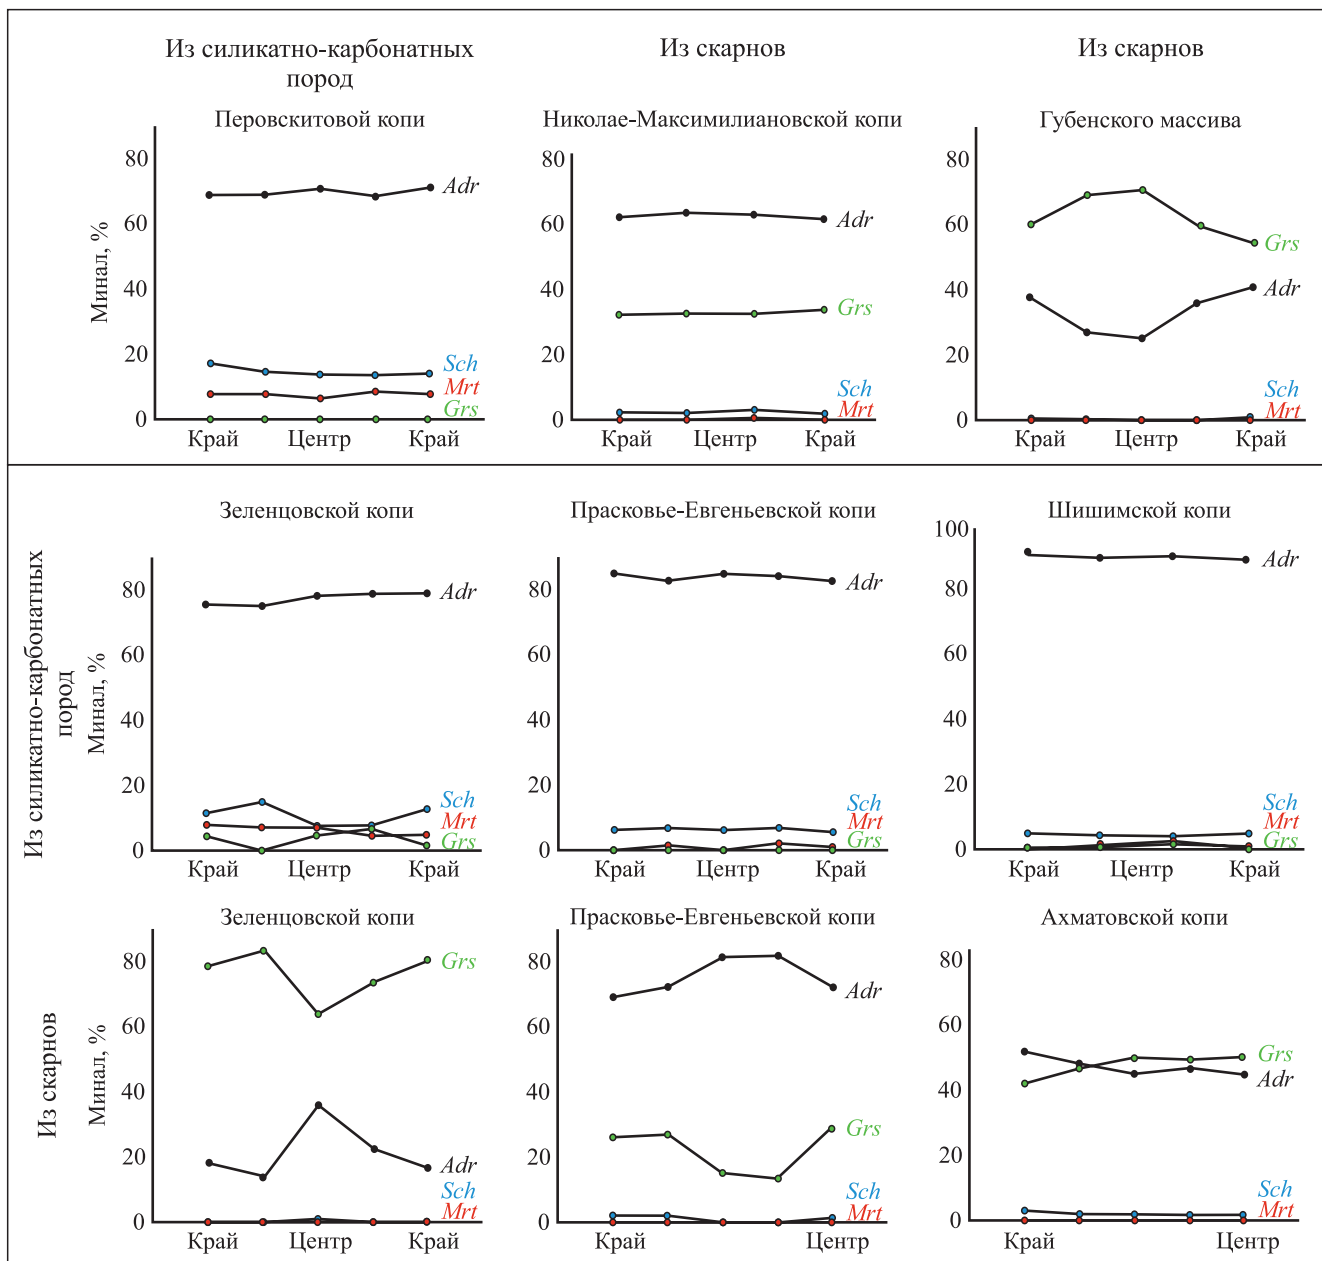 Из силикатно-карбонатных
пород
Из скарнов
Из скарнов
Перовскитовой копи
Минал, %
80
60
40
20
0
Adr
Sch
Mrt
Grs
Край Центр Край
Николае-Максимилиановской копи
80
60
40
20
0
Adr
Grs
Sch
Mrt
Край Центр Край
Губенского массива
80
60
40
20
0
Grs
Adr
Sch
Mrt
Край Центр Край
Из силикатно-карбонатных
пород
Зеленцовской копи
Минал, %
80
60
40
20
0
Adr
Sch
Mrt
Grs
Край Центр Край
Прасковье-Евгеньевской копи
80
60
40
20
0
Adr
Sch
Mrt
Grs
Край Центр Край
Шишимской копи
100
80
60
40
20
0
Adr
Sch
Mrt
Grs
Край Центр Край
Из скарнов
Зеленцовской копи
Минал, %
80
60
40
20
0
Grs
Adr
Sch
Mrt
Край Центр Край
Прасковье-Евгеньевской копи
80
60
40
20
0
Adr
Grs
Sch
Mrt
Край Центр
Ахматовской копи
80
60
40
20
0
Grs
Adr
Sch
Mrt
Край Центр